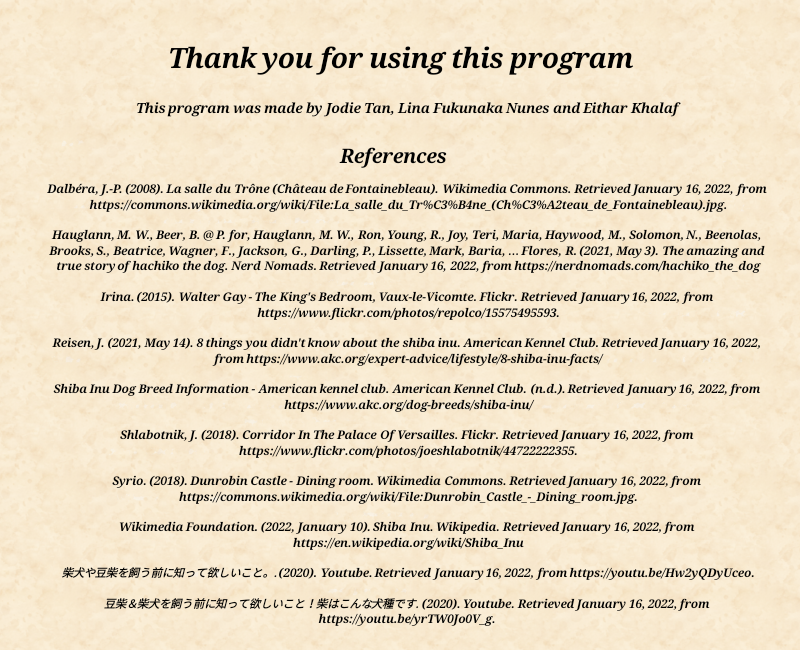 Thank you for using this program
This program was made by Jodie Tan, Lina Fukunaka Nunes and Eithar Khalaf
References
Dalbéra, J.-P. (2008). La salle du Trône (Château de Fontainebleau). Wikimedia Commons. Retrieved January 16, 2022, from
https://commons.wikimedia.org/wiki/File:La_salle_du_Tr%C3%B4ne_(Ch%C3%A2teau_de_Fontainebleau).jpg.
Hauglann, M. W., Beer, B. @ P. for, Hauglann, M. W., Ron, Young, R., Joy, Teri, Maria, Haywood, M., Solomon, N., Beenolas,
Brooks, S., Beatrice, Wagner, F., Jackson, G., Darling, P., Lissette, Mark, Baria, ... Flores, R. (2021, May 3). The amazing and
true story of hachiko the dog. Nerd Nomads. Retrieved January 16, 2022, from https://nerdnomads.com/hachiko_the_dog
Irina. (2015). Walter Gay - The King's Bedroom, Vaux-le-Vicomte. Flickr. Retrieved January 16, 2022, from
https://www.flickr.com/photos/repolco/15575495593.
Reisen, J. (2021, May 14). 8 things you didn't know about the shiba inu. American Kennel Club. Retrieved January 16, 2022,
from https://www.akc.org/expert-advice/lifestyle/8-shiba-inu-facts/
Shiba Inu Dog Breed Information - American kennel club. American Kennel Club. (n.d.). Retrieved January 16, 2022, from
https://www.akc.org/dog-breeds/shiba-inu/
Shlabotnik, J. (2018). Corridor In The Palace Of Versailles. Flickr. Retrieved January 16, 2022, from
https://www.flickr.com/photos/joeshlabotnik/44722222355.
Syrio. (2018). Dunrobin Castle - Dining room. Wikimedia Commons. Retrieved January 16, 2022, from
https://commons.wikimedia.org/wiki/File:Dunrobin_Castle_-_Dining_room.jpg.
Wikimedia Foundation. (2022, January 10). Shiba Inu. Wikipedia. Retrieved January 16, 2022, from
https://en.wikipedia.org/wiki/Shiba_Inu
柴犬や豆柴を飼う前に知って欲しいこと。. (2020). Youtube. Retrieved January 16, 2022, from https://youtu.be/Hw2yQDyUceo.
豆柴＆柴犬を飼う前に知って欲しいこと！柴はこんな犬種です. (2020). Youtube. Retrieved January 16, 2022, from
https://youtu.be/yrTW0Jo0V_g.